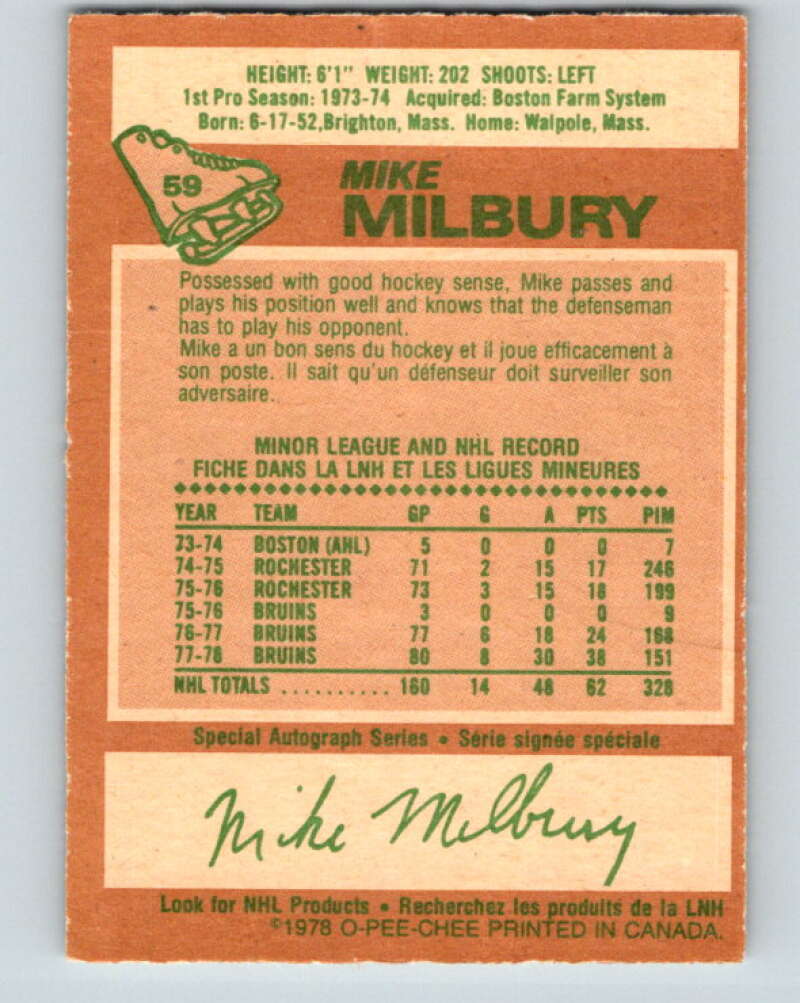 HEIGHT: 6'1" WEIGHT: 202 SHOOTS: LEFT
1st Pro Season: 1973-74 Acquired: Boston Farm System
Born: 6-17-52,Brighton, Mass. Home: Walpole, Mass.
59
MIKE
MILBURY
Possessed with good hockey sense, Mike passes and
plays his position well and knows that the defenseman
has to play his opponent.
Mike a un bon sens du hockey et il joue efficacement à
son poste. Il sait qu'un défenseur doit surveiller son
adversaire.
MINOR LEAGUE AND NHL RECORD
FICHE DANS LA LNH ET LES LIGUES MINEURES
YEAR TEAM GP G A PTS PIM
73-74 BOSTON (AHL) 5 0 0 0 7
74-75 ROCHESTER 71 2 15 17 246
75-76 ROCHESTER 73 3 15 18 199
75-76 BRUINS 3 0 0 0 9
76-77 BRUINS 77 6 18 24 168
77-78 BRUINS 80 8 30 38 151
NHL TOTALS .......... 160 14 48 62 328
Special Autograph Series • Série signée spéciale
Mike Milbury
Look for NHL Products • Recherchez les produits de la LNH
©1978 O-PEE-CHEE PRINTED IN CANADA.